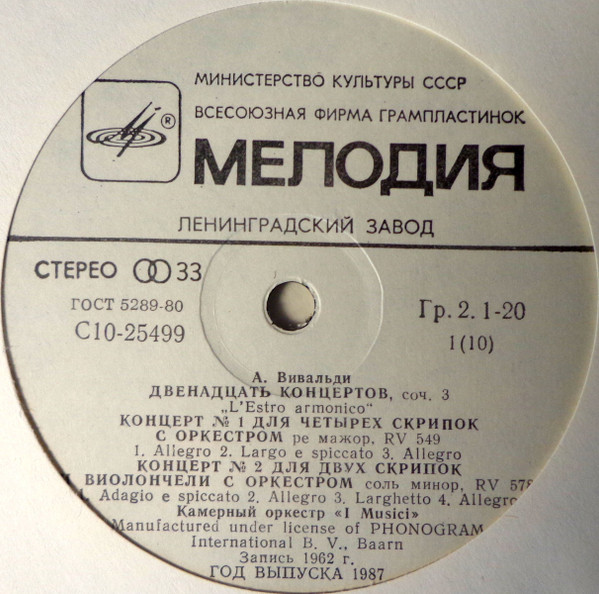 МИНИСТЕРСТВО КУЛЬТУРЫ СССР
ВСЕСОЮЗНАЯ ФИРМА ГРАМПЛАСТИНОК
®
МЕЛОДИЯ
ЛЕНИНГРАДСКИЙ ЗАВОД
СТЕРЕО 33
ГОСТ 5289-80
Гр. 2. 1-20
С10-25499
1(10)
А. Вивальди
ДВЕНАДЦАТЬ КОНЦЕРТОВ, соч. 3
„L'Estro armonico“
КОНЦЕРТ № 1 ДЛЯ ЧЕТЫРЕХ СКРИПОК
С ОРКЕСТРОМ ре мажор, RV 549
1. Allegro 2. Largo e spiccato 3. Allegro
КОНЦЕРТ № 2 ДЛЯ ДВУХ СКРИПОК
И ВИОЛОНЧЕЛИ С ОРКЕСТРОМ соль минор, RV 578
1. Adagio e spiccato 2. Allegro 3. Larghetto 4. Allegro
Камерный оркестр «I Musici»
Manufactured under license of PHONOGRAM
International B. V., Baarn
Запись 1962 г.
ГОД ВЫПУСКА 1987